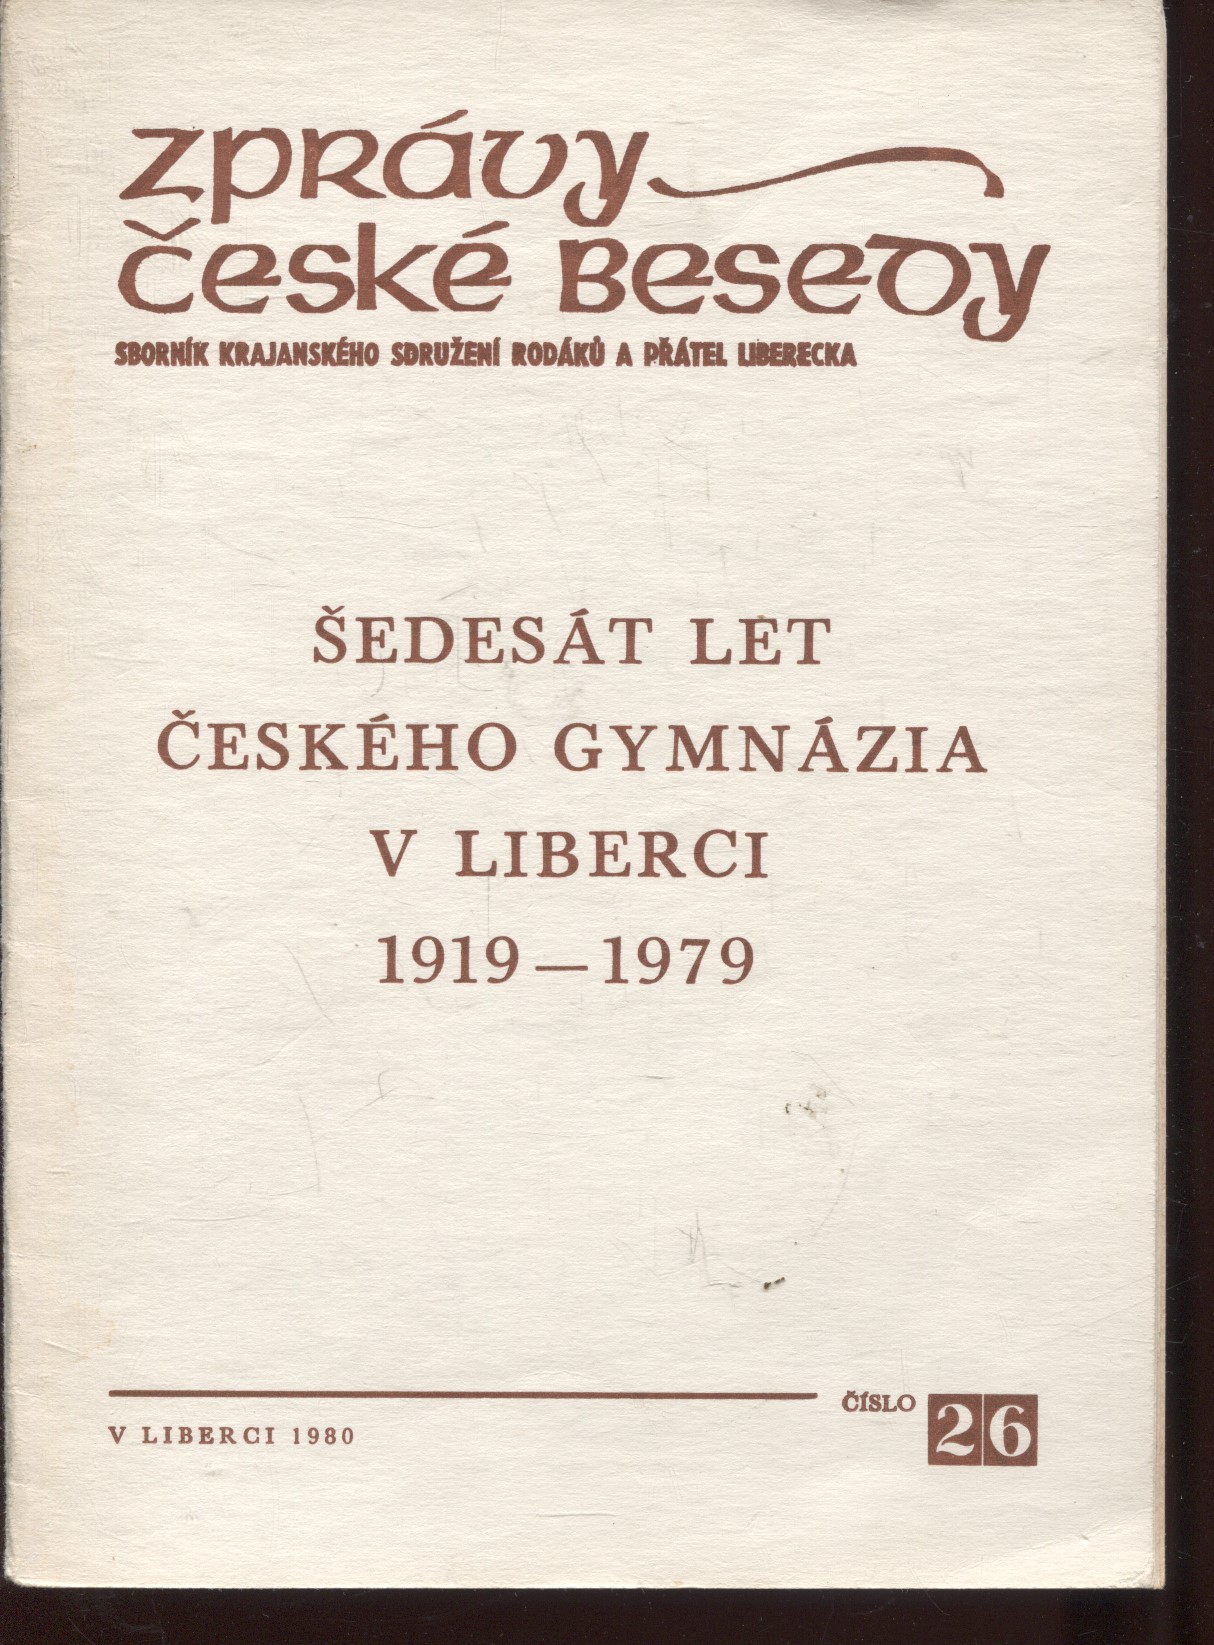 Zprávy
české Besedy
SBORNÍK KRAJANSKÉHO SDRUŽENÍ RODÁKŮ A PŘÁTEL LIBERECKA
ŠEDESÁT LET
ČESKÉHO GYMNÁZIA
V LIBERCI
1919 — 1979
V LIBERCI 1980
ČÍSLO 26